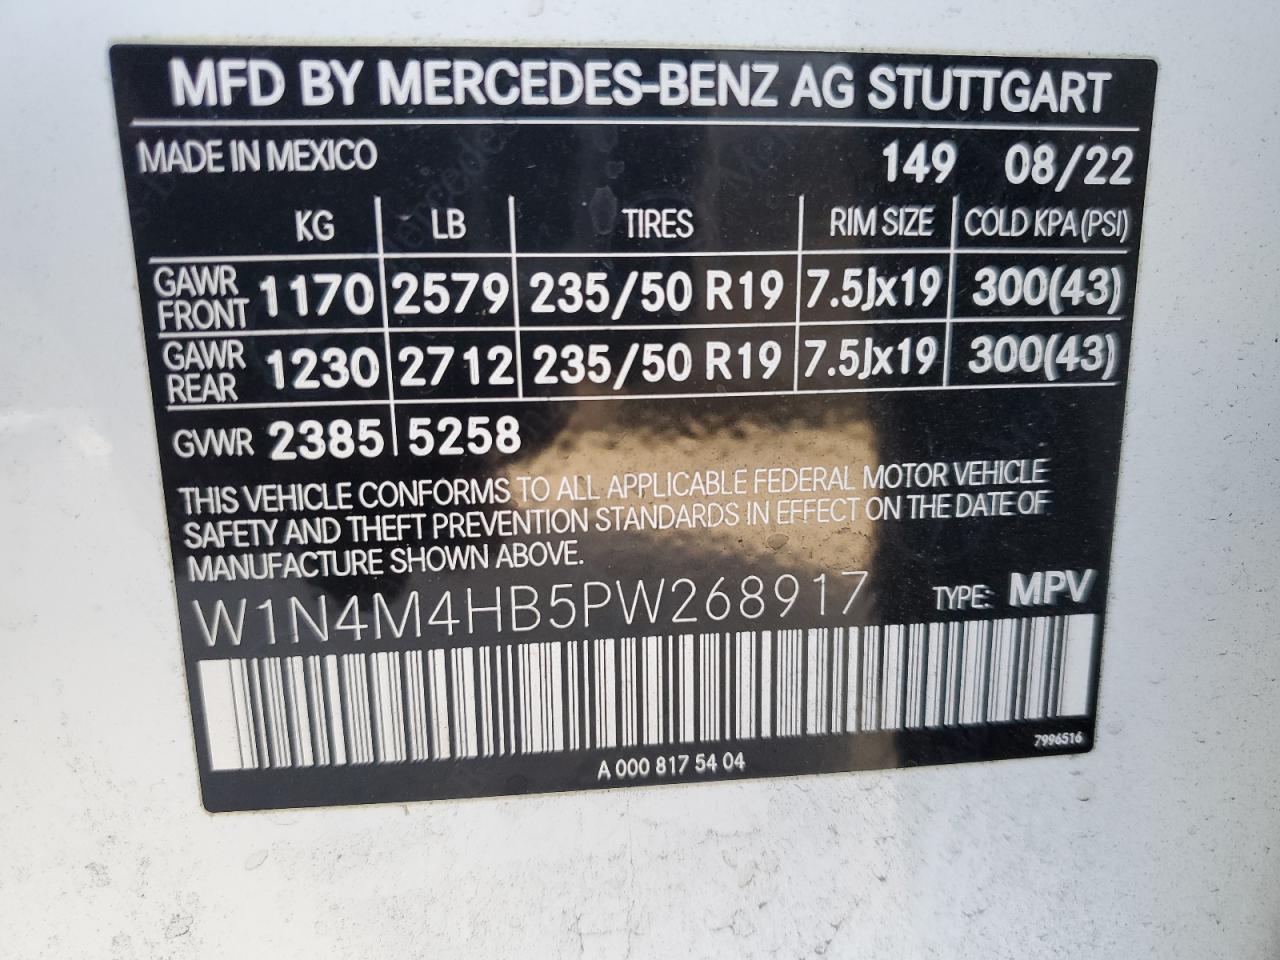 MFD BY MERCEDES-BENZ AG STUTTGART
MADE IN MEXICO 149 08/22
KG LB TIRES RIM SIZE COLD KPA (PSI)
GAWR FRONT 1170 2579 235/50 R19 7.5Jx19 300(43)
GAWR REAR 1230 2712 235/50 R19 7.5Jx19 300(43)
GVWR 2385 5258
THIS VEHICLE CONFORMS TO ALL APPLICABLE FEDERAL MOTOR VEHICLE
SAFETY AND THEFT PREVENTION STANDARDS IN EFFECT ON THE DATE OF
MANUFACTURE SHOWN ABOVE.
W1N4M4HB5PW268917 TYPE: MPV
7996516
A 000 817 54 04